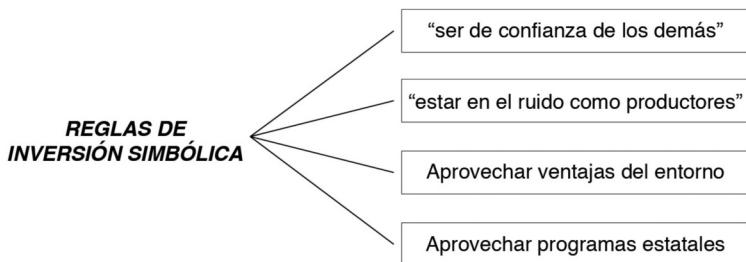 REGLAS DE
INVERSIÓN SIMBÓLICA
“ser de confianza de los demás”
“estar en el ruido como productores”
Aprovechar ventajas del entorno
Aprovechar programas estatales